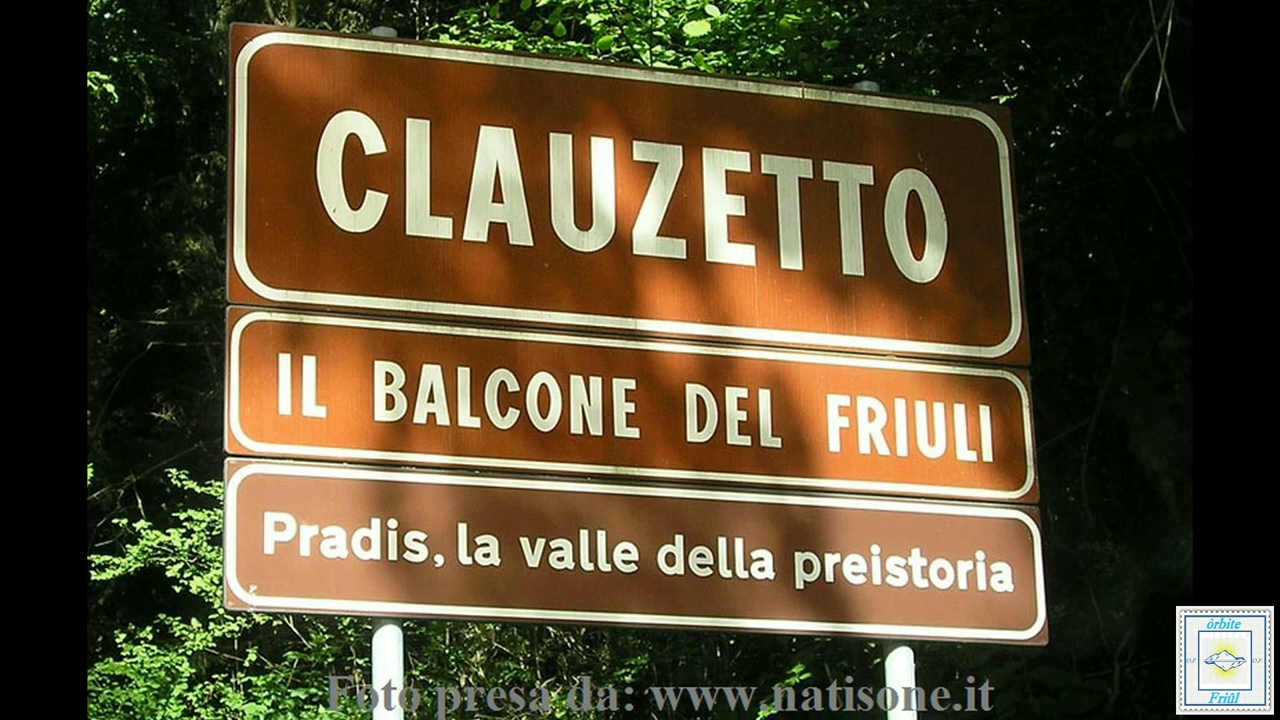 CLAUZETTO
IL BALCONE DEL FRIULI
Pradis, la valle della preistoria
Foto presa da: www.natisone.it
òrbite
O.F. O.F.
Friûl